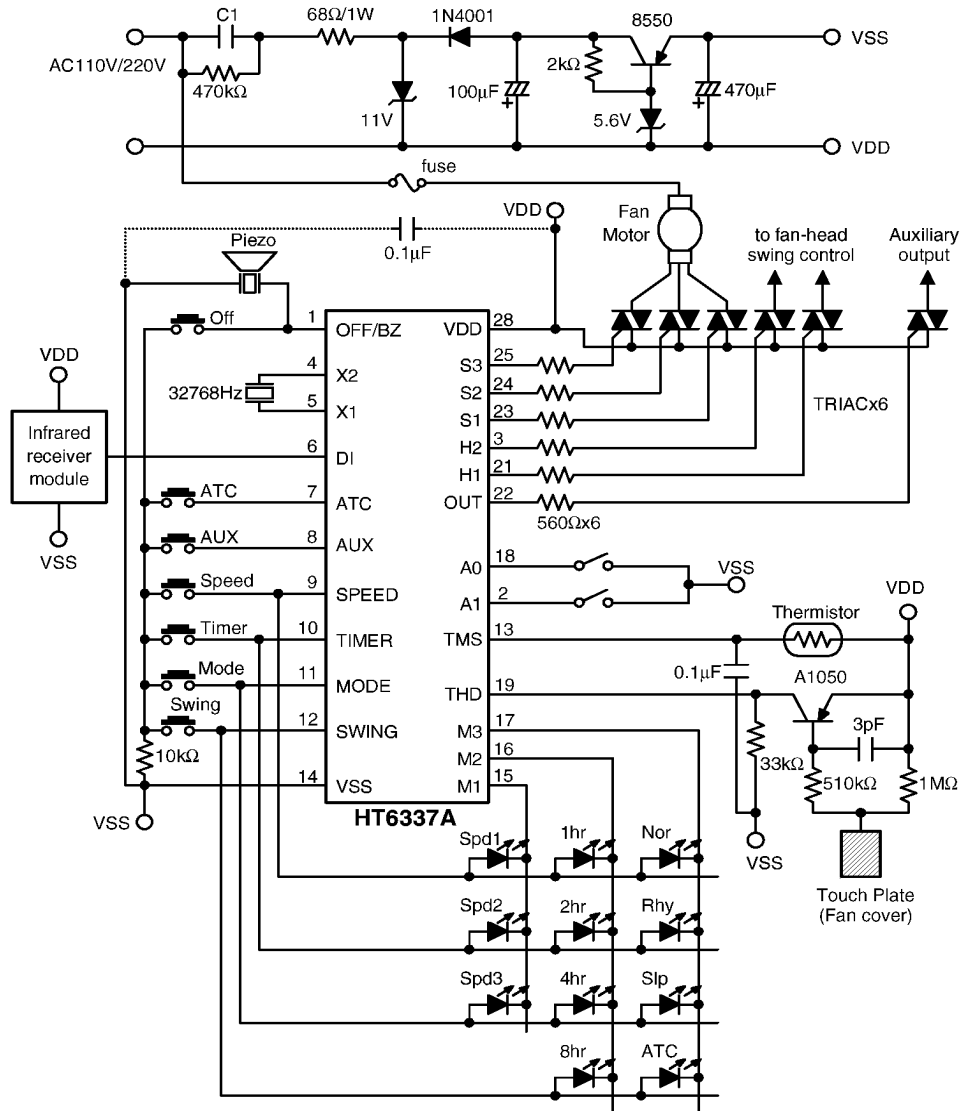 C1
68Ω/1W
1N4001
8550
VSS
AC110V/220V
470kΩ
11V
100μF
+
2kΩ
5.6V
+
470μF
VDD
fuse
VDD
0.1μF
Piezo
Fan
Motor
to fan-head
swing control
Auxiliary
output
Off
1
OFF/BZ
VDD
28
VDD
4
X2
S3
25
32768Hz
5
X1
S2
24
S1
23
TRIACx6
Infrared
receiver
module
6
DI
H2
3
H1
21
ATC
7
ATC
OUT
22
560Ωx6
VSS
AUX
8
AUX
A0
18
VSS
Speed
9
SPEED
A1
2
VDD
Timer
10
TIMER
TMS
13
Thermistor
0.1μF
A1050
Mode
11
MODE
THD
19
Swing
12
SWING
M3
17
3pF
10kΩ
M2
16
33kΩ
510kΩ
1MΩ
14
VSS
M1
15
VSS
HT6337A
VSS
Spd1
1hr
Nor
Touch Plate
(Fan cover)
Spd2
2hr
Rhy
Spd3
4hr
Slp
8hr
ATC